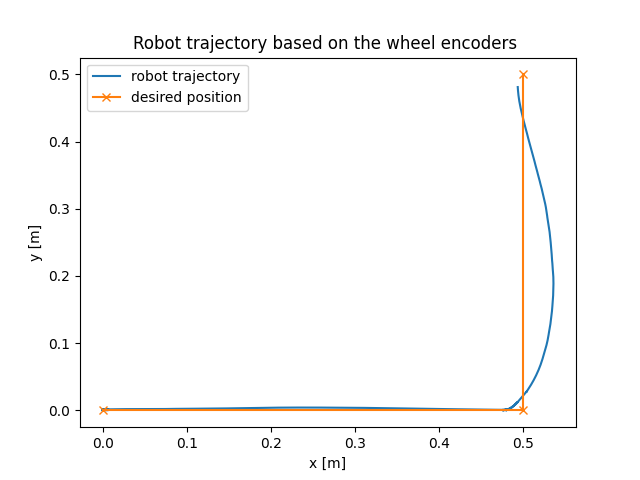 Robot trajectory based on the wheel encoders
robot trajectory
desired position
0.5
0.4
0.3
0.2
0.1
0.0
y [m]
0.0 0.1 0.2 0.3 0.4 0.5
x [m]